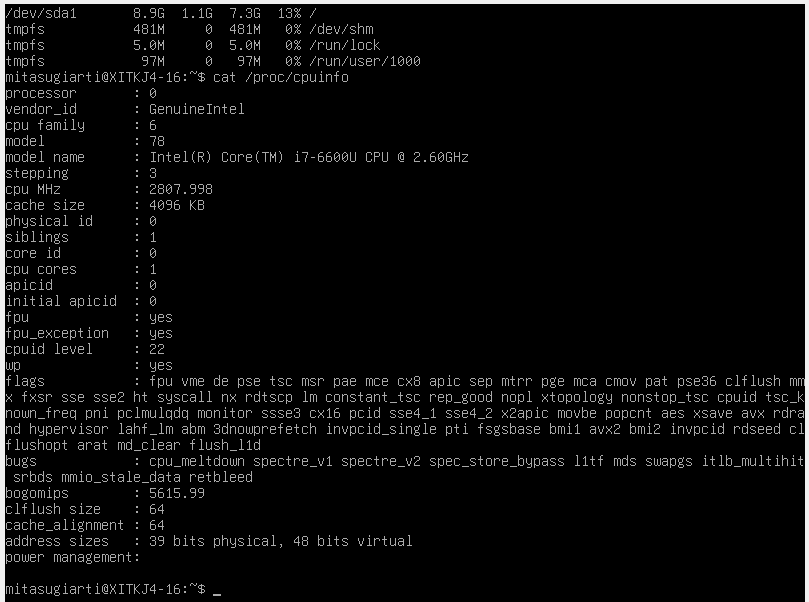 /dev/sda1       8.9G  1.1G  7.3G  13% /
tmpfs           481M     0  481M   0% /dev/shm
tmpfs           5.0M     0  5.0M   0% /run/lock
tmpfs            97M     0   97M   0% /run/user/1000
mitasugiarti@XITKJ4-16:~$ cat /proc/cpuinfo
processor       : 0
vendor_id       : GenuineIntel
cpu family      : 6
model           : 78
model name      : Intel(R) Core(TM) i7-6600U CPU @ 2.60GHz
stepping        : 3
cpu MHz         : 2807.998
cache size      : 4096 KB
physical id     : 0
siblings        : 1
core id         : 0
cpu cores       : 1
apicid          : 0
initial apicid  : 0
fpu             : yes
fpu_exception   : yes
cpuid level     : 22
wp              : yes
flags           : fpu vme de pse tsc msr pae mce cx8 apic sep mtrr pge mca cmov pat pse36 clflush mm
x fxsr sse sse2 ht syscall nx rdtscp lm constant_tsc rep_good nopl xtopology nonstop_tsc cpuid tsc_k
nown_freq pni pclmulqdq monitor ssse3 cx16 pcid sse4_1 sse4_2 x2apic movbe popcnt aes xsave avx rdra
nd hypervisor lahf_lm abm 3dnowprefetch invpcid_single pti fsgsbase bmi1 avx2 bmi2 invpcid rdseed cl
flushopt arat md_clear flush_l1d
bugs            : cpu_meltdown spectre_v1 spectre_v2 spec_store_bypass l1tf mds swapgs itlb_multihit
 srbds mmio_stale_data retbleed
bogomips        : 5615.99
clflush size    : 64
cache_alignment : 64
address sizes   : 39 bits physical, 48 bits virtual
power management:
mitasugiarti@XITKJ4-16:~$ _